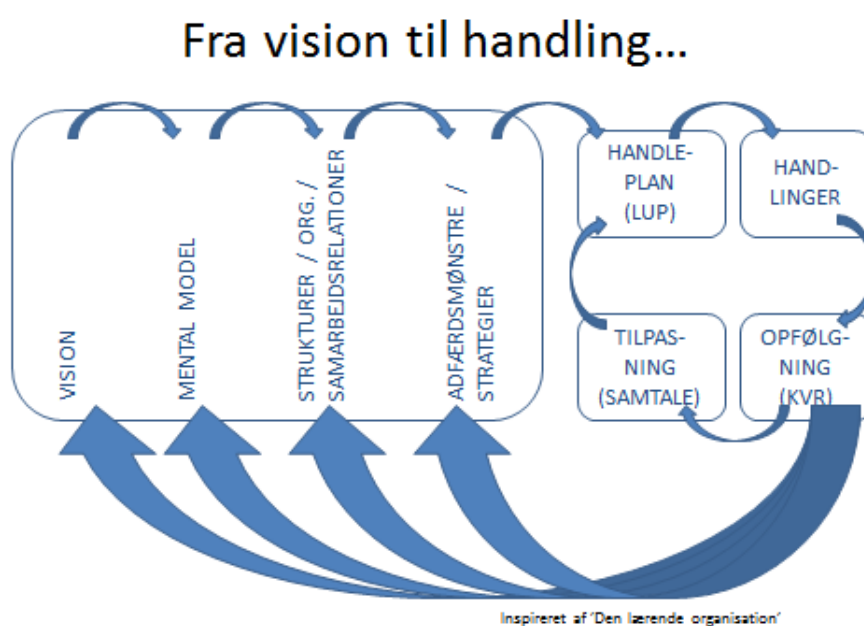 Fra vision til handling...
VISION
MENTAL MODEL
STRUKTURER / ORG. /
SAMARBEJDSRELATIONER
ADFÆRDSMØNSTRE /
STRATEGIER
HANDLE-
PLAN
(LUP)
HAND-
LINGER
TILPAS-
NING
(SAMTALE)
OPFØLG-
NING
(KVR)
Inspireret af 'Den lærende organisation'